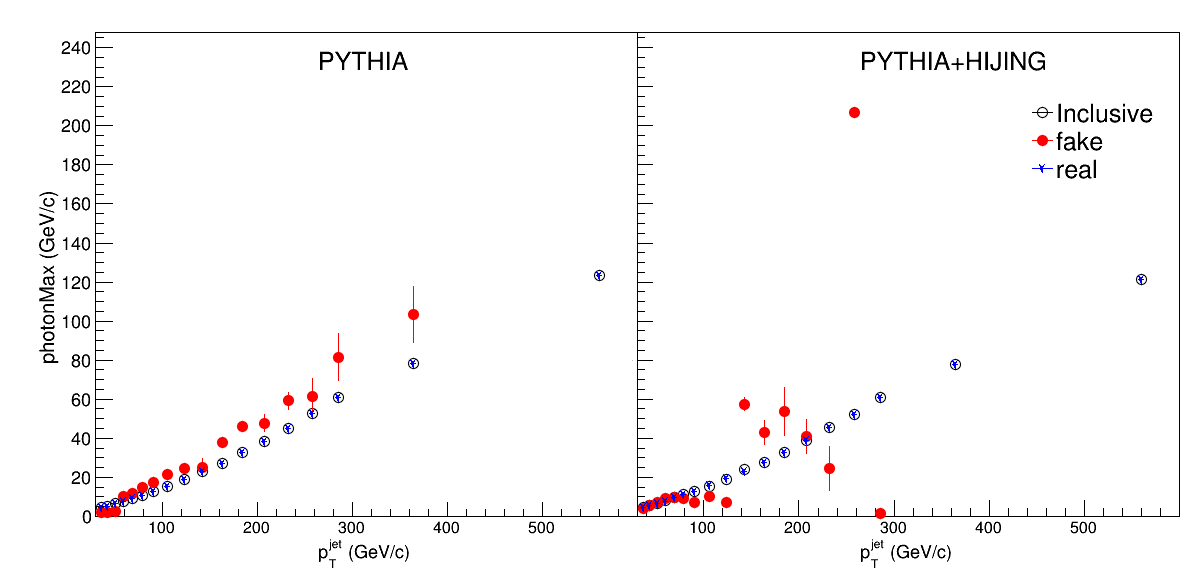 PYTHIA
PYTHIA+HIJING
Inclusive
fake
real
photonMax (GeV/c)
240
220
200
180
160
140
120
100
80
60
40
20
0
100 200 300 400 500
100 200 300 400 500
p_T^jet (GeV/c)
p_T^jet (GeV/c)